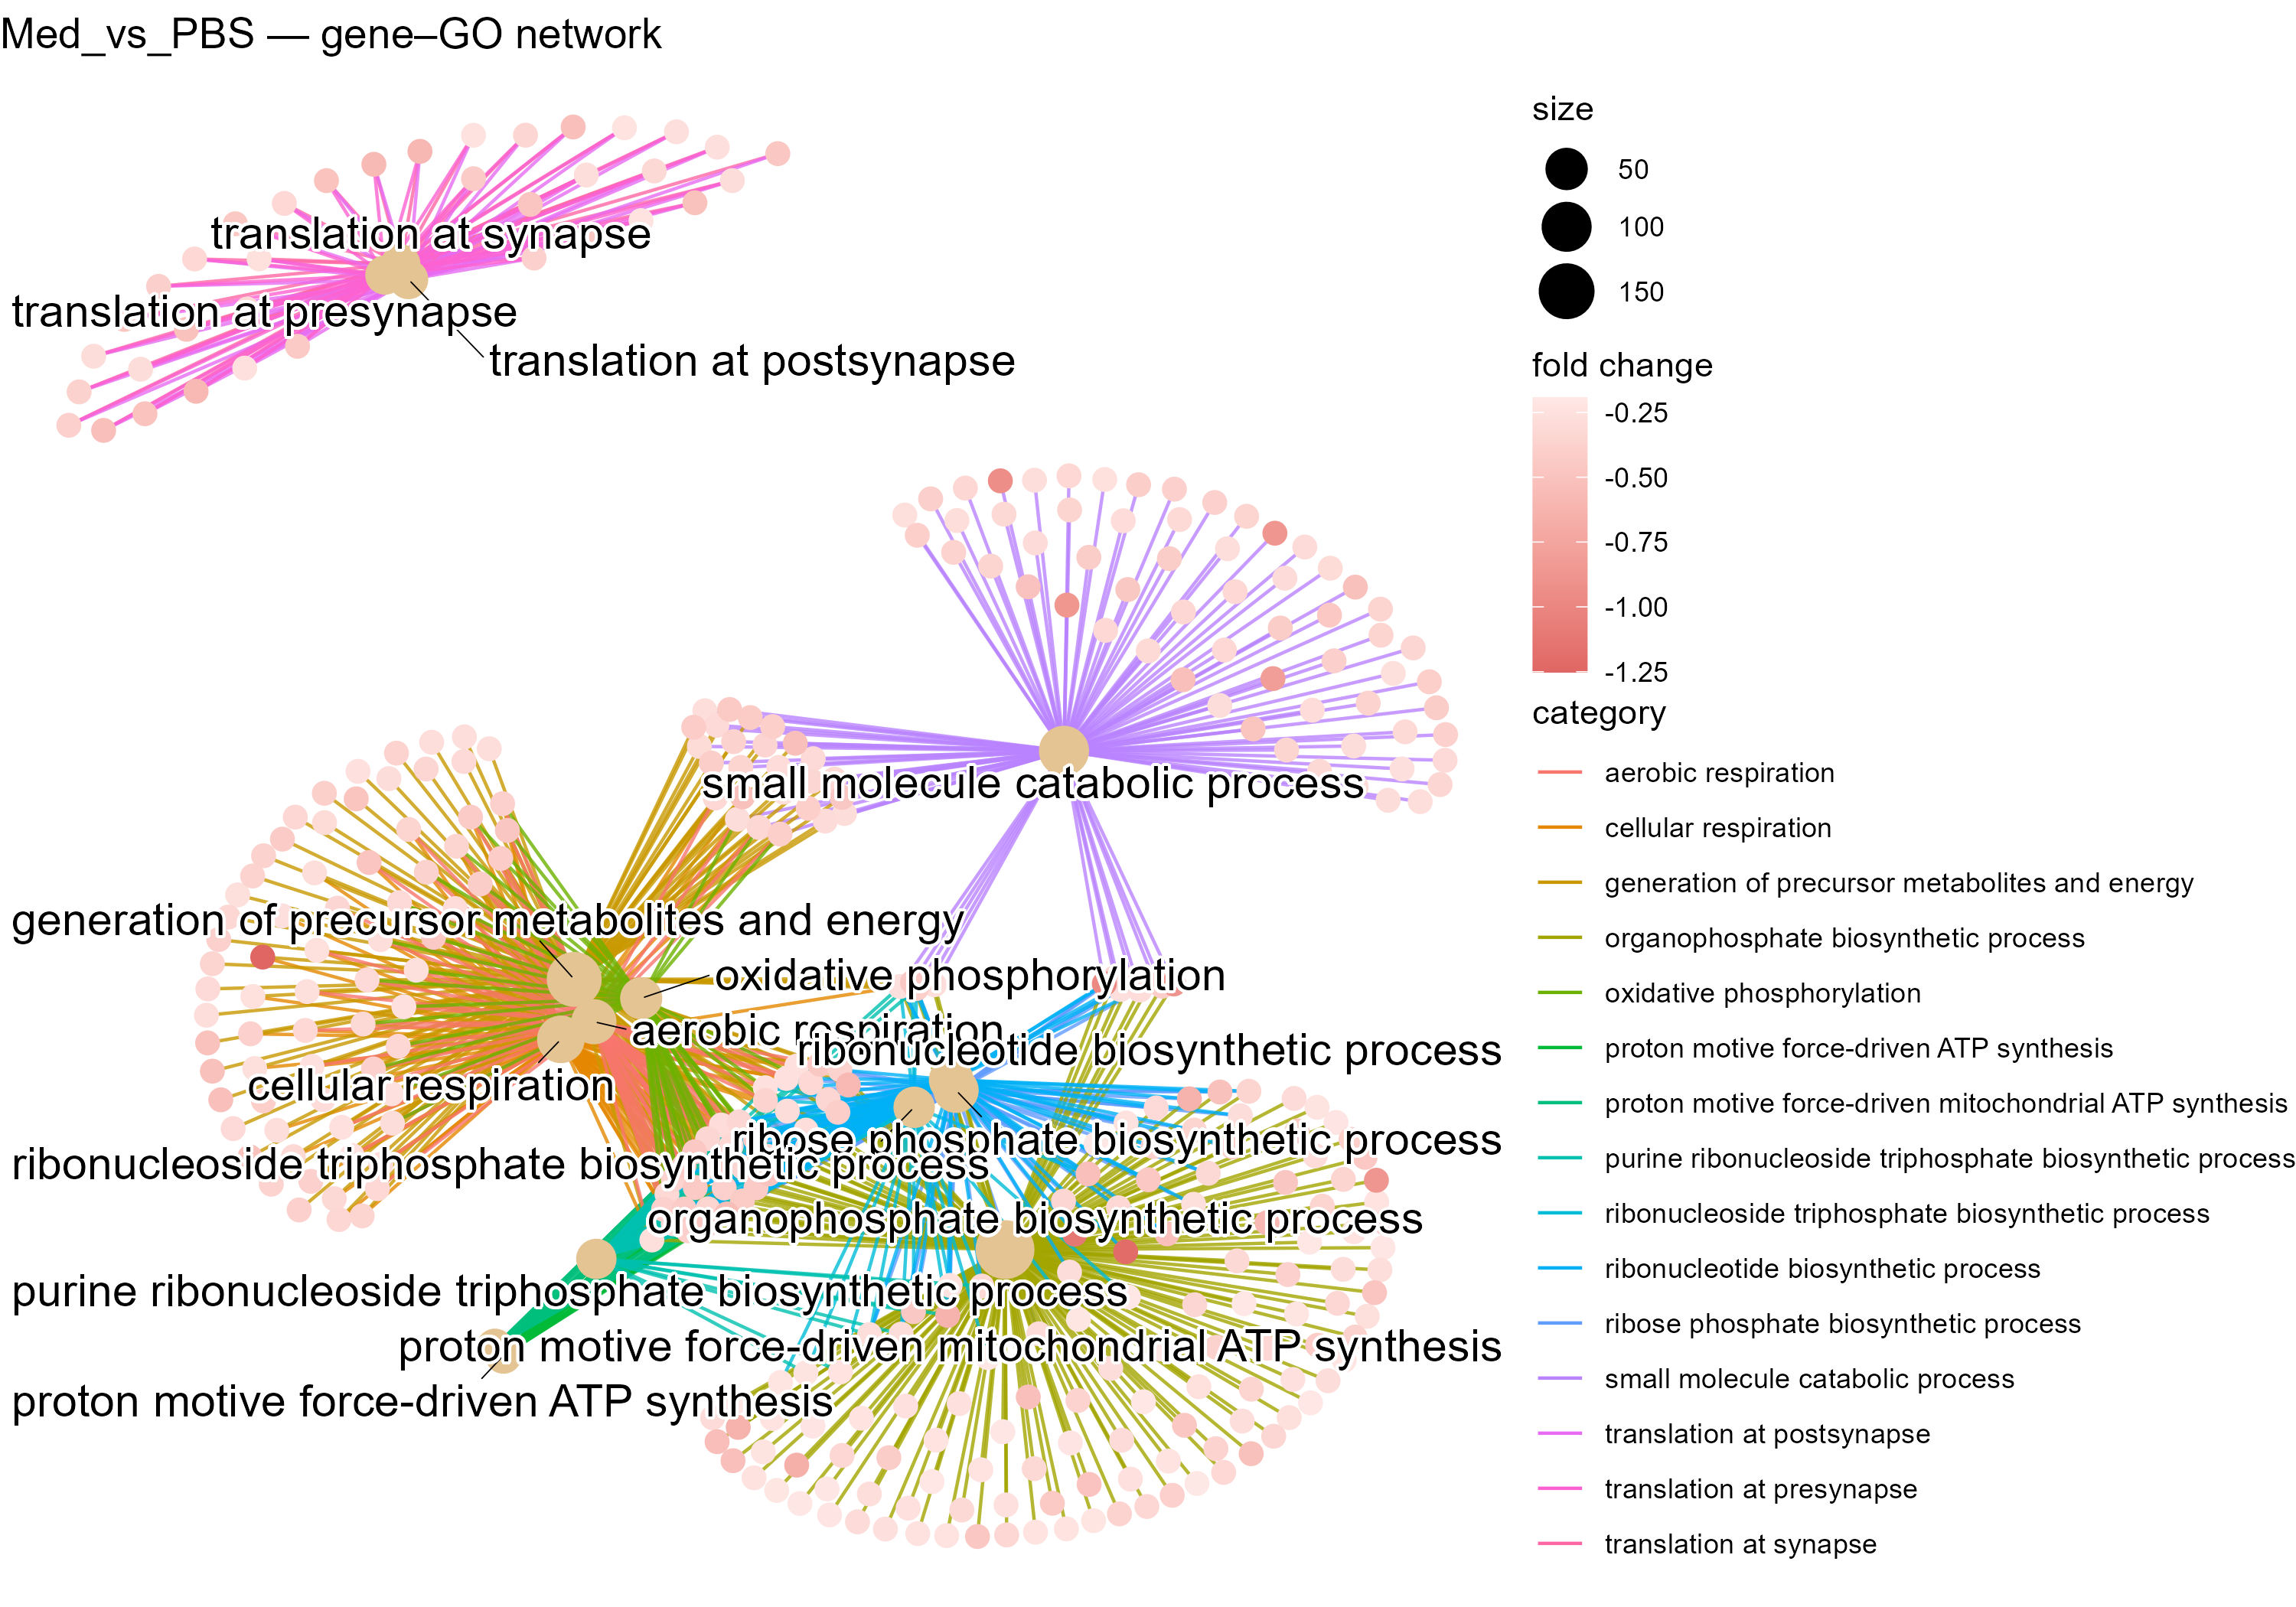 Med_vs_PBS — gene–GO network
translation at synapse
translation at presynapse
translation at postsynapse
small molecule catabolic process
generation of precursor metabolites and energy
oxidative phosphorylation
aerobic respiration
ribonucleotide biosynthetic process
cellular respiration
ribose phosphate biosynthetic process
ribonucleoside triphosphate biosynthetic process
organophosphate biosynthetic process
purine ribonucleoside triphosphate biosynthetic process
proton motive force-driven mitochondrial ATP synthesis
proton motive force-driven ATP synthesis
size
50
100
150
fold change
-0.25
-0.50
-0.75
-1.00
-1.25
category
aerobic respiration
cellular respiration
generation of precursor metabolites and energy
organophosphate biosynthetic process
oxidative phosphorylation
proton motive force-driven ATP synthesis
proton motive force-driven mitochondrial ATP synthesis
purine ribonucleoside triphosphate biosynthetic process
ribonucleoside triphosphate biosynthetic process
ribonucleotide biosynthetic process
ribose phosphate biosynthetic process
small molecule catabolic process
translation at postsynapse
translation at presynapse
translation at synapse